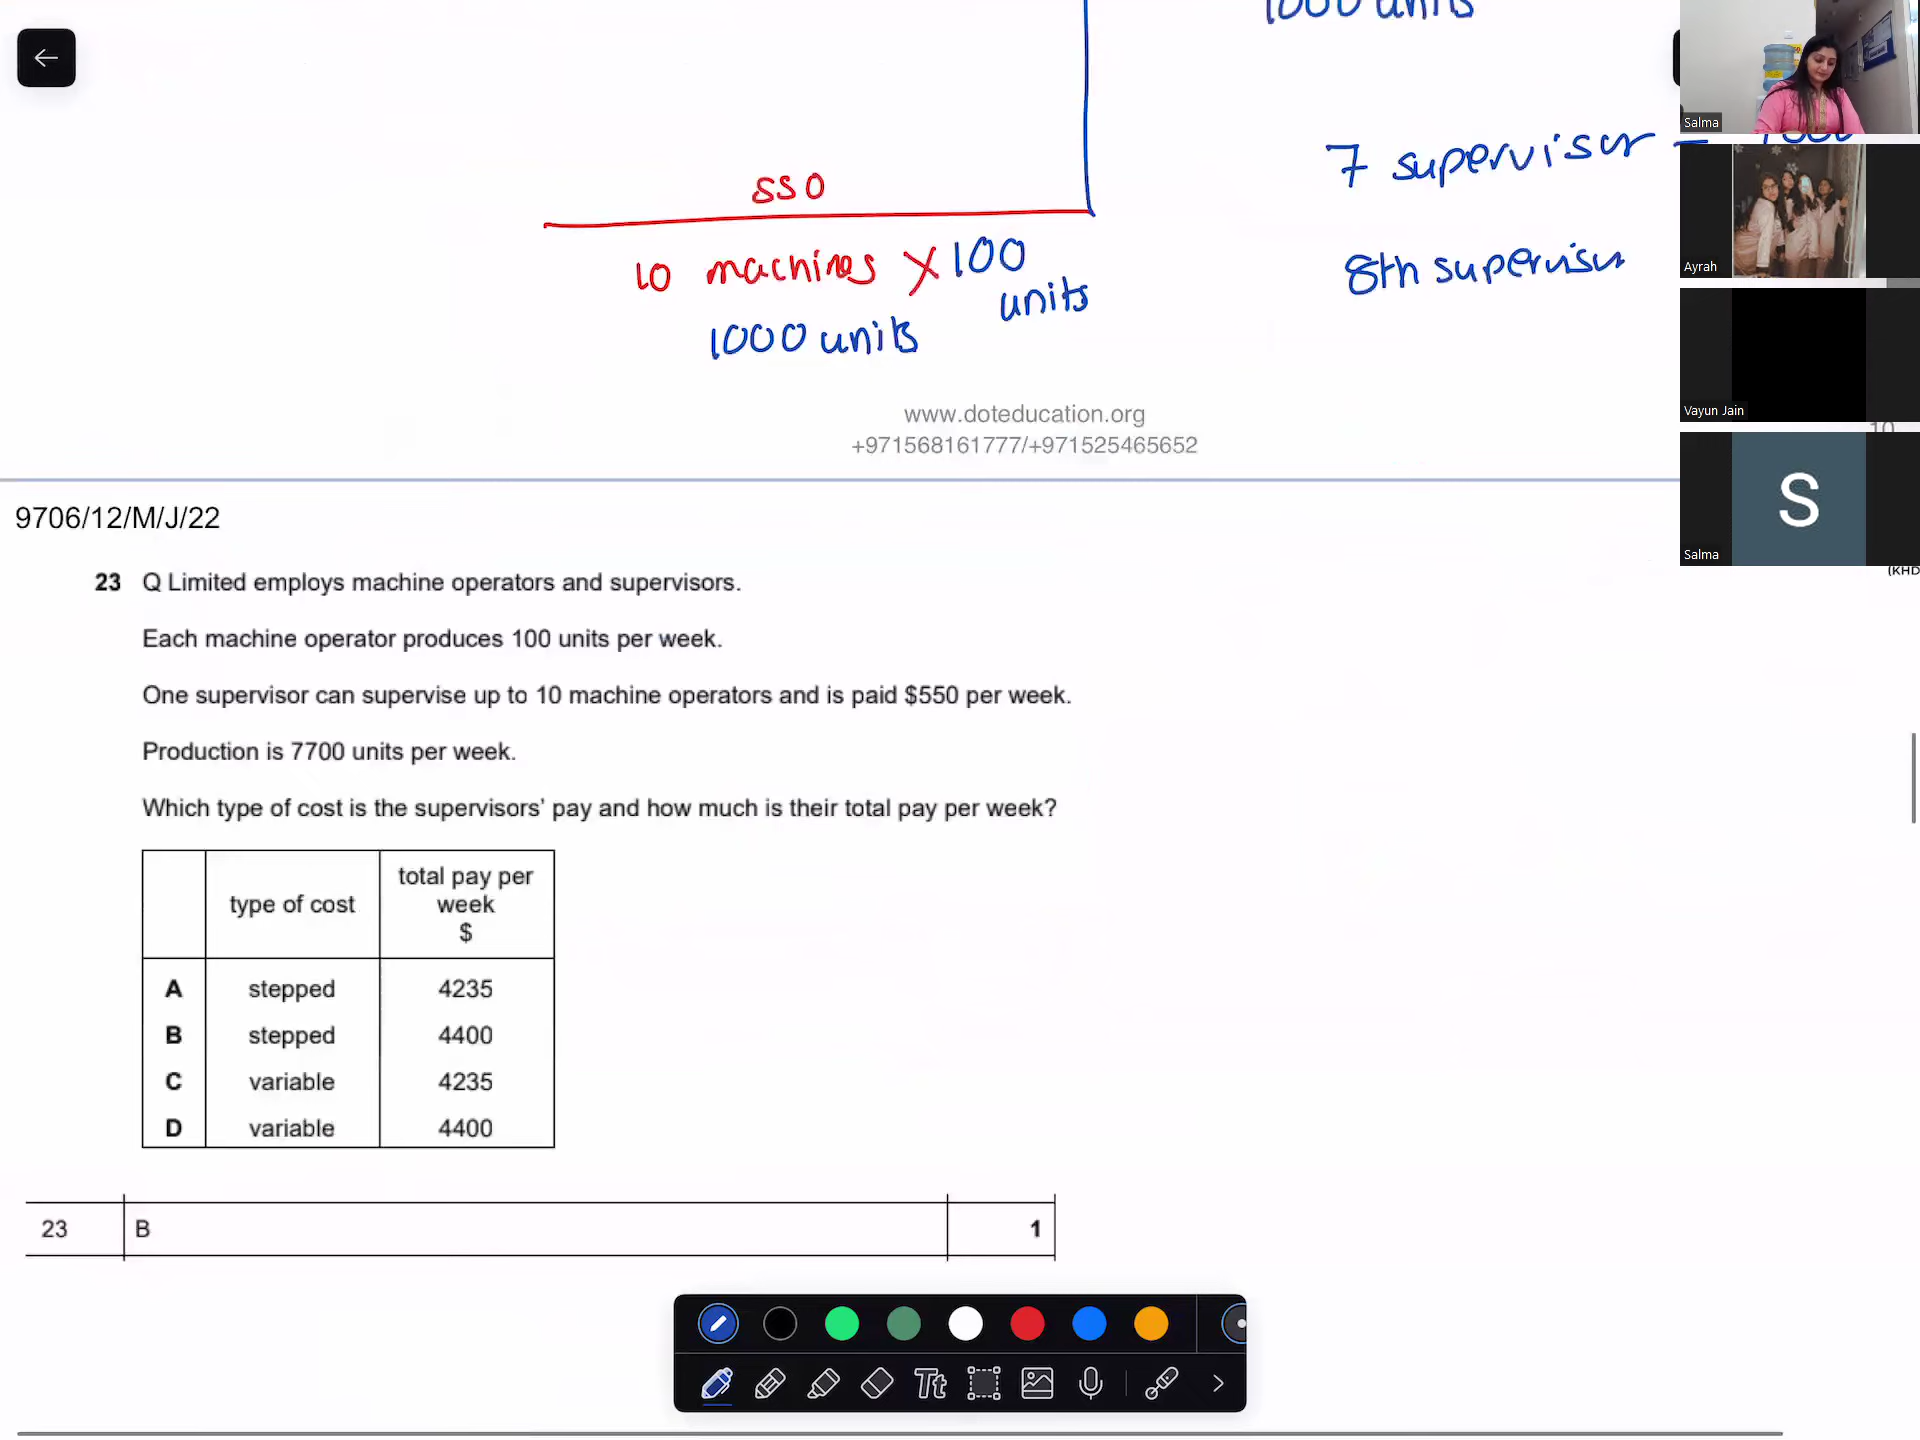 1000 units
Salma
7 supervisor =
550
Ayrah
10 machines X 100
units
8th supervisor
1000 units
www.doteducation.org
+971568161777/+971525465652
Vayun Jain
10
9706/12/M/J/22
S
Salma
(KHD
23 Q Limited employs machine operators and supervisors.
Each machine operator produces 100 units per week.
One supervisor can supervise up to 10 machine operators and is paid $550 per week.
Production is 7700 units per week.
Which type of cost is the supervisors' pay and how much is their total pay per week?
type of cost
total pay per
week
$
A stepped 4235
B stepped 4400
C variable 4235
D variable 4400
23 B 1
Tt